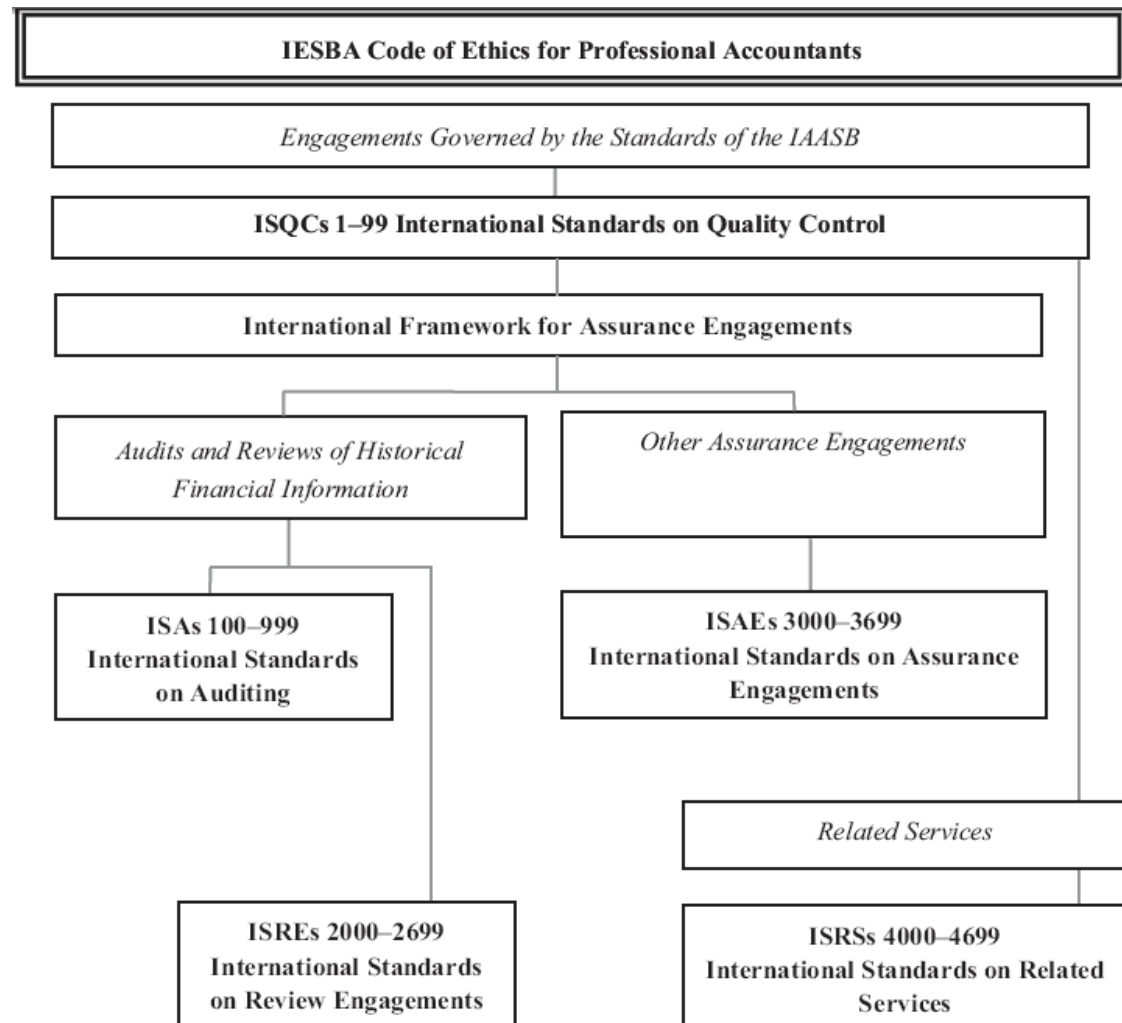 IESBA Code of Ethics for Professional Accountants
Engagements Governed by the Standards of the IAASB
ISQCs 1–99 International Standards on Quality Control
International Framework for Assurance Engagements
Audits and Reviews of Historical
Financial Information
Other Assurance Engagements
ISAs 100–999
International Standards
on Auditing
ISAEs 3000–3699
International Standards on Assurance
Engagements
Related Services
ISREs 2000–2699
International Standards
on Review Engagements
ISRSs 4000–4699
International Standards on Related
Services